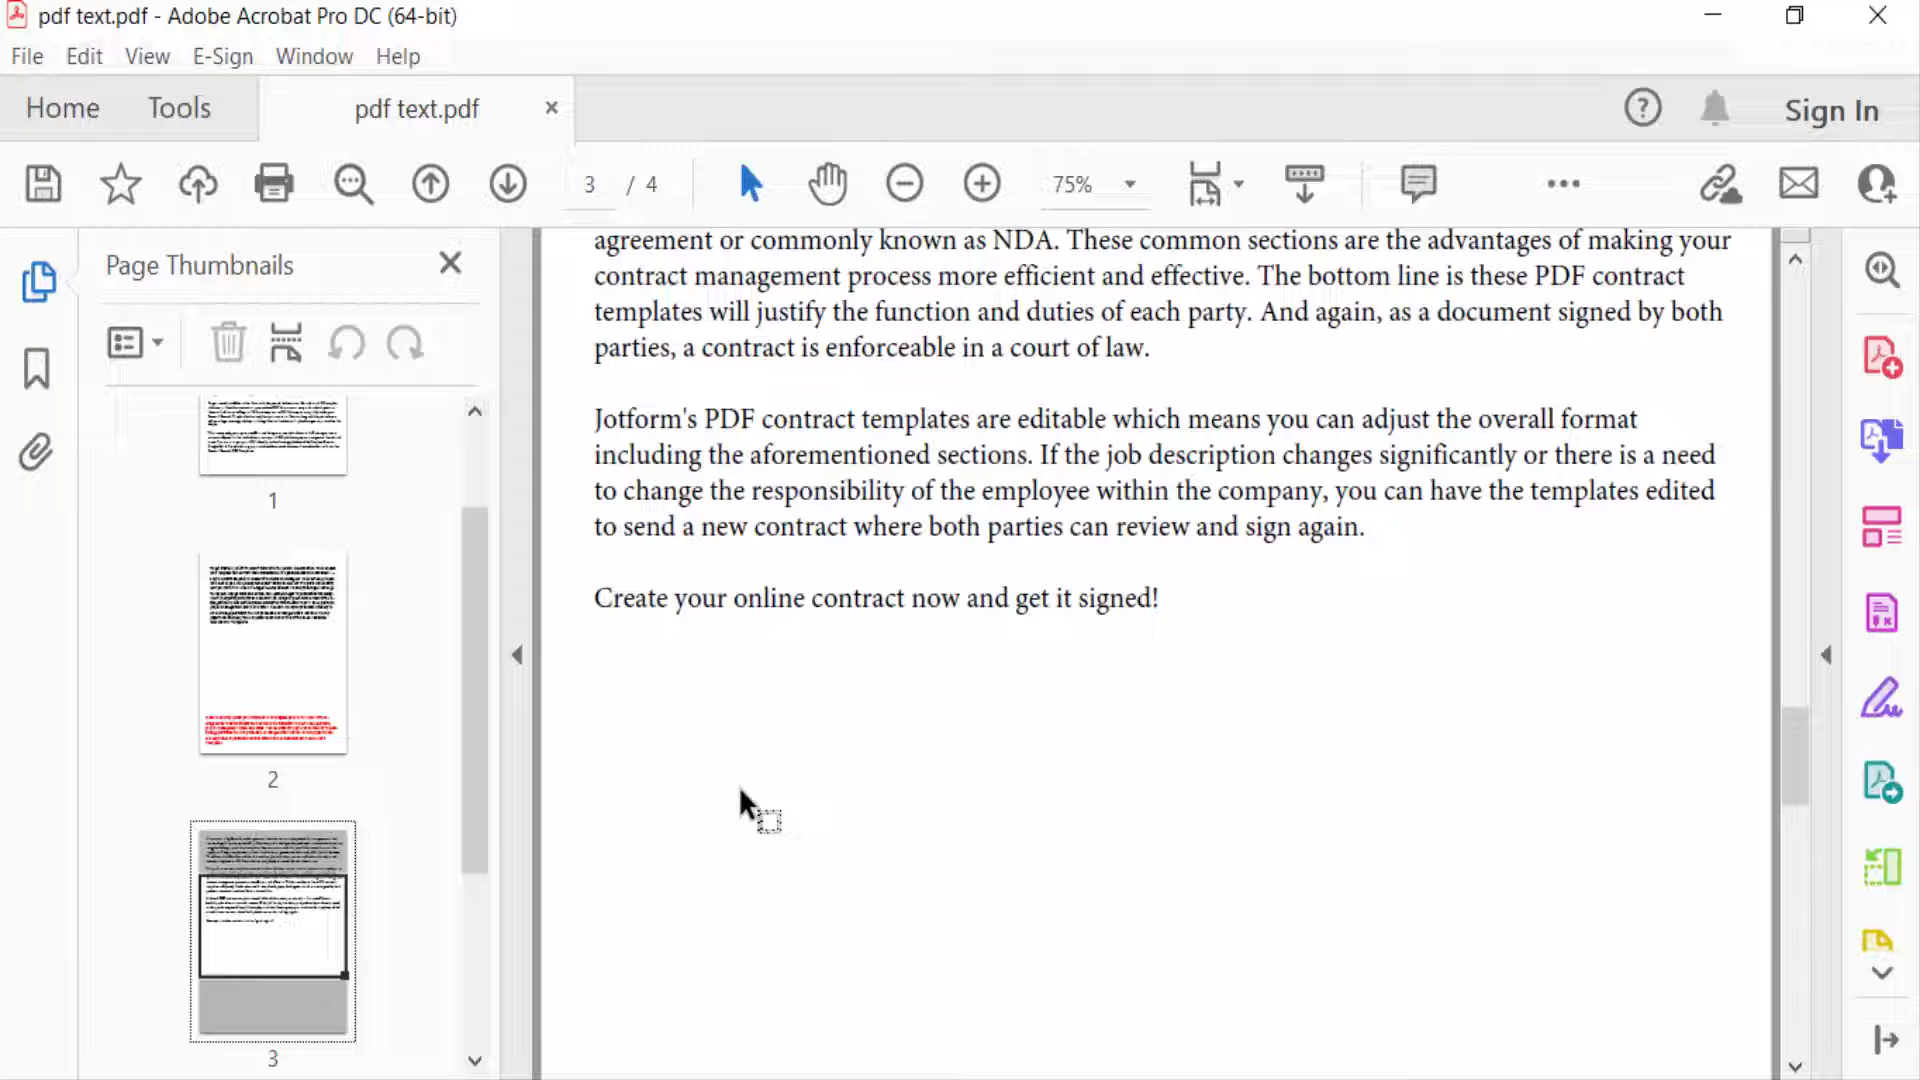 pdf text.pdf - Adobe Acrobat Pro DC (64-bit)
File Edit View E-Sign Window Help
Home Tools pdf text.pdf Sign In
3 / 4 75%
Page Thumbnails
1
2
3
agreement or commonly known as NDA. These common sections are the advantages of making your
contract management process more efficient and effective. The bottom line is these PDF contract
templates will justify the function and duties of each party. And again, as a document signed by both
parties, a contract is enforceable in a court of law.
Jotform's PDF contract templates are editable which means you can adjust the overall format
including the aforementioned sections. If the job description changes significantly or there is a need
to change the responsibility of the employee within the company, you can have the templates edited
to send a new contract where both parties can review and sign again.
Create your online contract now and get it signed!